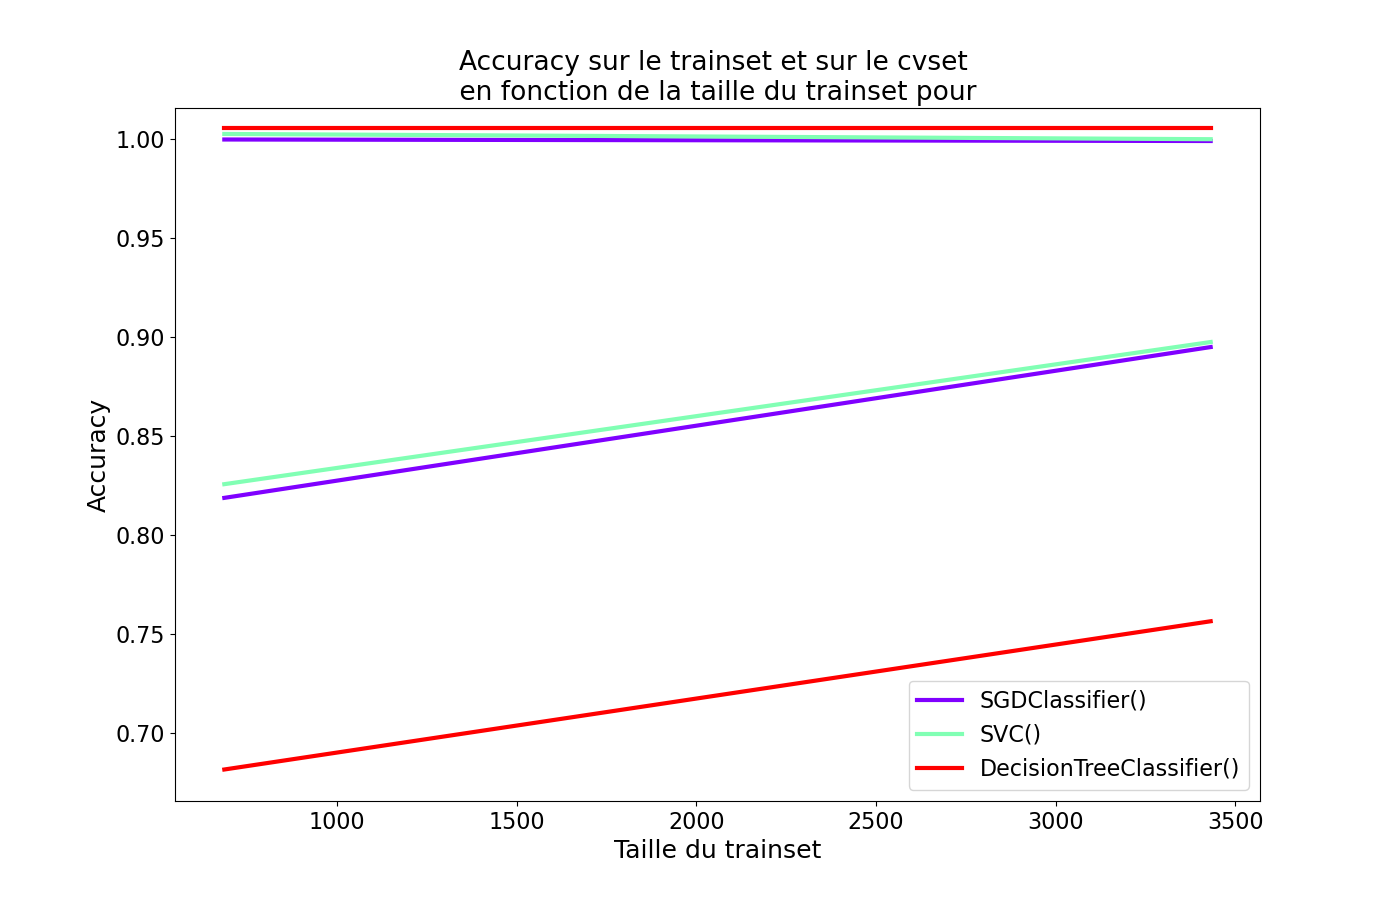 Accuracy sur le trainset et sur le cvset
en fonction de la taille du trainset pour
1.00
0.95
0.90
0.85
0.80
0.75
0.70
Accuracy
SGDClassifier()
SVC()
DecisionTreeClassifier()
1000 1500 2000 2500 3000 3500
Taille du trainset